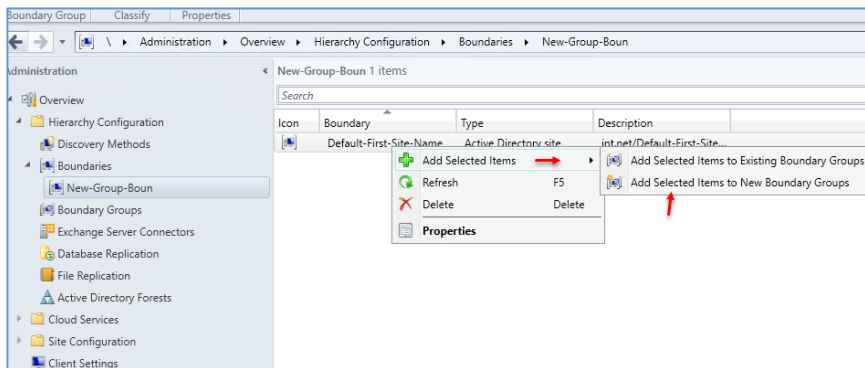 Boundary Group Classify Properties
\ Administration Overview Hierarchy Configuration Boundaries New-Group-Boun
Administration
New-Group-Boun 1 items
Search
Icon Boundary Type Description
Default-First-Site-Name Active Directory site int.net/Default-First-Site...
Overview
Hierarchy Configuration
Discovery Methods
Boundaries
New-Group-Boun
Boundary Groups
Exchange Server Connectors
Database Replication
File Replication
Active Directory Forests
Cloud Services
Site Configuration
Client Settings
Add Selected Items
Refresh F5
Delete Delete
Properties
Add Selected Items to Existing Boundary Groups
Add Selected Items to New Boundary Groups